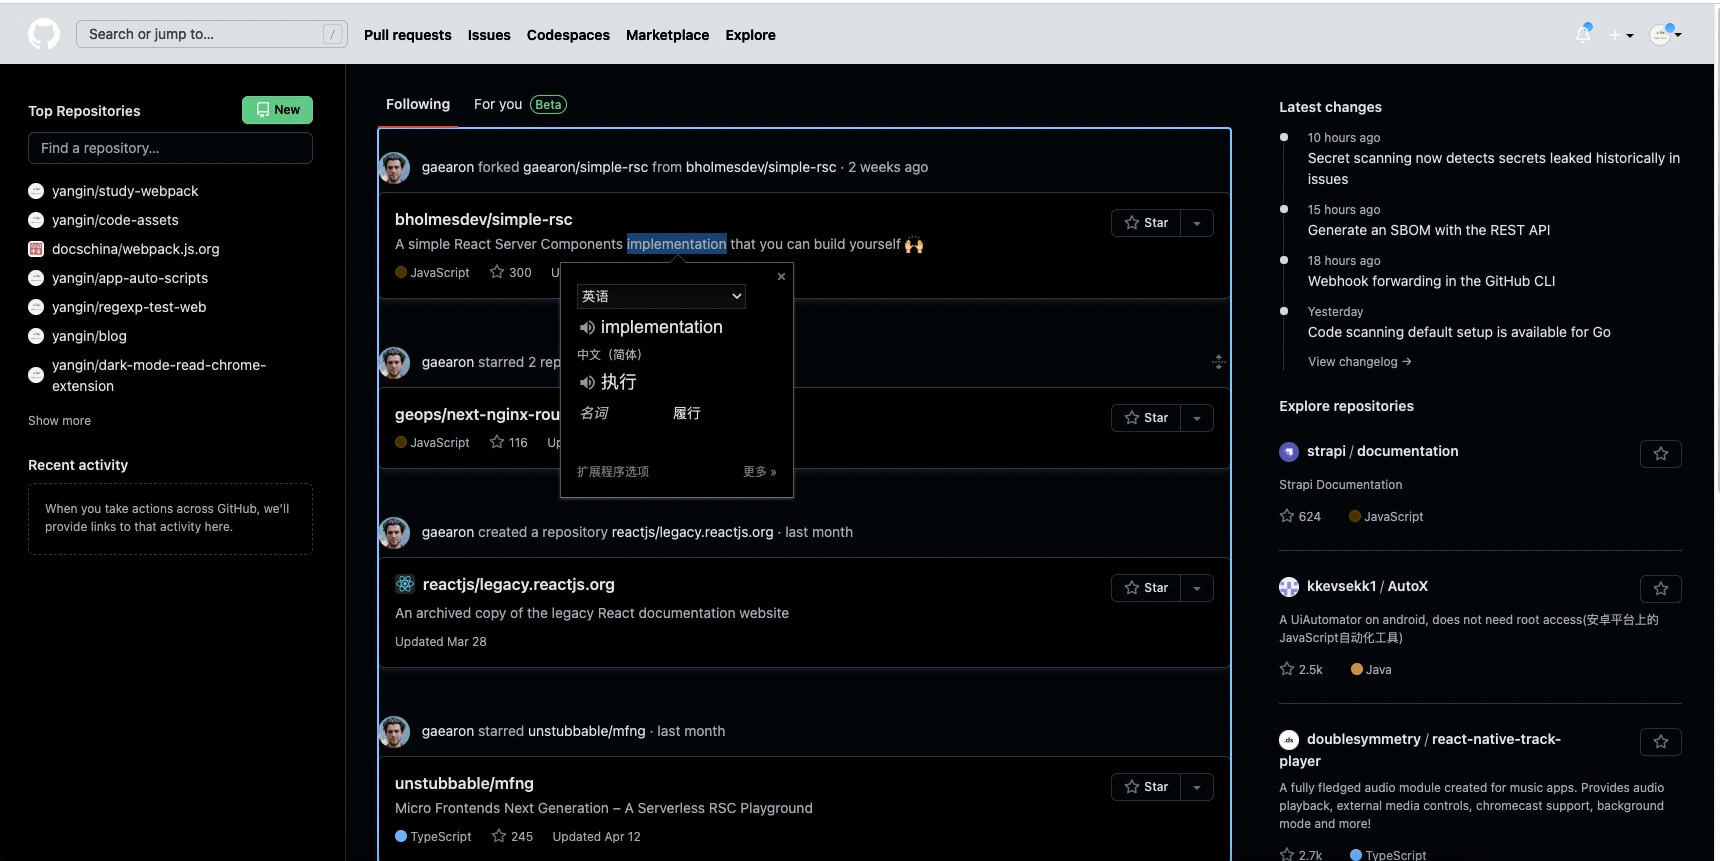 Search or jump to...
/
Pull requests
Issues
Codespaces
Marketplace
Explore
Top Repositories
New
Find a repository...
yangin/study-webpack
yangin/code-assets
docschina/webpack.js.org
yangin/app-auto-scripts
yangin/regexp-test-web
yangin/blog
yangin/dark-mode-read-chrome-
extension
Show more
Recent activity
When you take actions across GitHub, we'll
provide links to that activity here.
Following
For you
Beta
gaearon forked gaearon/simple-rsc from bholmesdev/simple-rsc · 2 weeks ago
bholmesdev/simple-rsc
Star
A simple React Server Components implementation that you can build yourself 🙌
JavaScript
300
U
×
英语
implementation
中文（简体）
执行
名词
履行
扩展程序选项
更多 »
gaearon starred 2 rep
geops/next-nginx-rou
Star
JavaScript
116
Up
gaearon created a repository reactjs/legacy.reactjs.org · last month
reactjs/legacy.reactjs.org
Star
An archived copy of the legacy React documentation website
Updated Mar 28
gaearon starred unstubbable/mfng · last month
unstubbable/mfng
Star
Micro Frontends Next Generation – A Serverless RSC Playground
TypeScript
245
Updated Apr 12
Latest changes
10 hours ago
Secret scanning now detects secrets leaked historically in
issues
15 hours ago
Generate an SBOM with the REST API
18 hours ago
Webhook forwarding in the GitHub CLI
Yesterday
Code scanning default setup is available for Go
View changelog →
Explore repositories
strapi / documentation
Strapi Documentation
624
JavaScript
kkevsekk1 / AutoX
A UiAutomator on android, does not need root access(安卓平台上的
JavaScript自动化工具)
2.5k
Java
.ds
doublesymmetry / react-native-track-
player
A fully fledged audio module created for music apps. Provides audio
playback, external media controls, chromecast support, background
mode and more!
2.7k
TypeScript